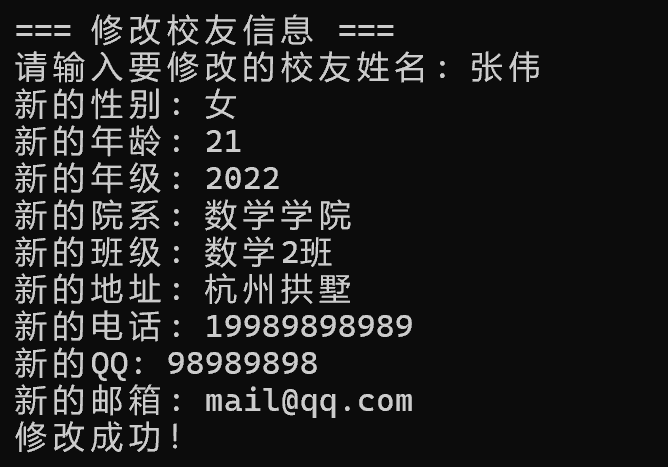 === 修改校友信息 ===
请输入要修改的校友姓名: 张伟
新的性别: 女
新的年龄: 21
新的年级: 2022
新的院系: 数学学院
新的班级: 数学2班
新的地址: 杭州拱墅
新的电话: 19989898989
新的QQ: 98989898
新的邮箱: mail@qq.com
修改成功!